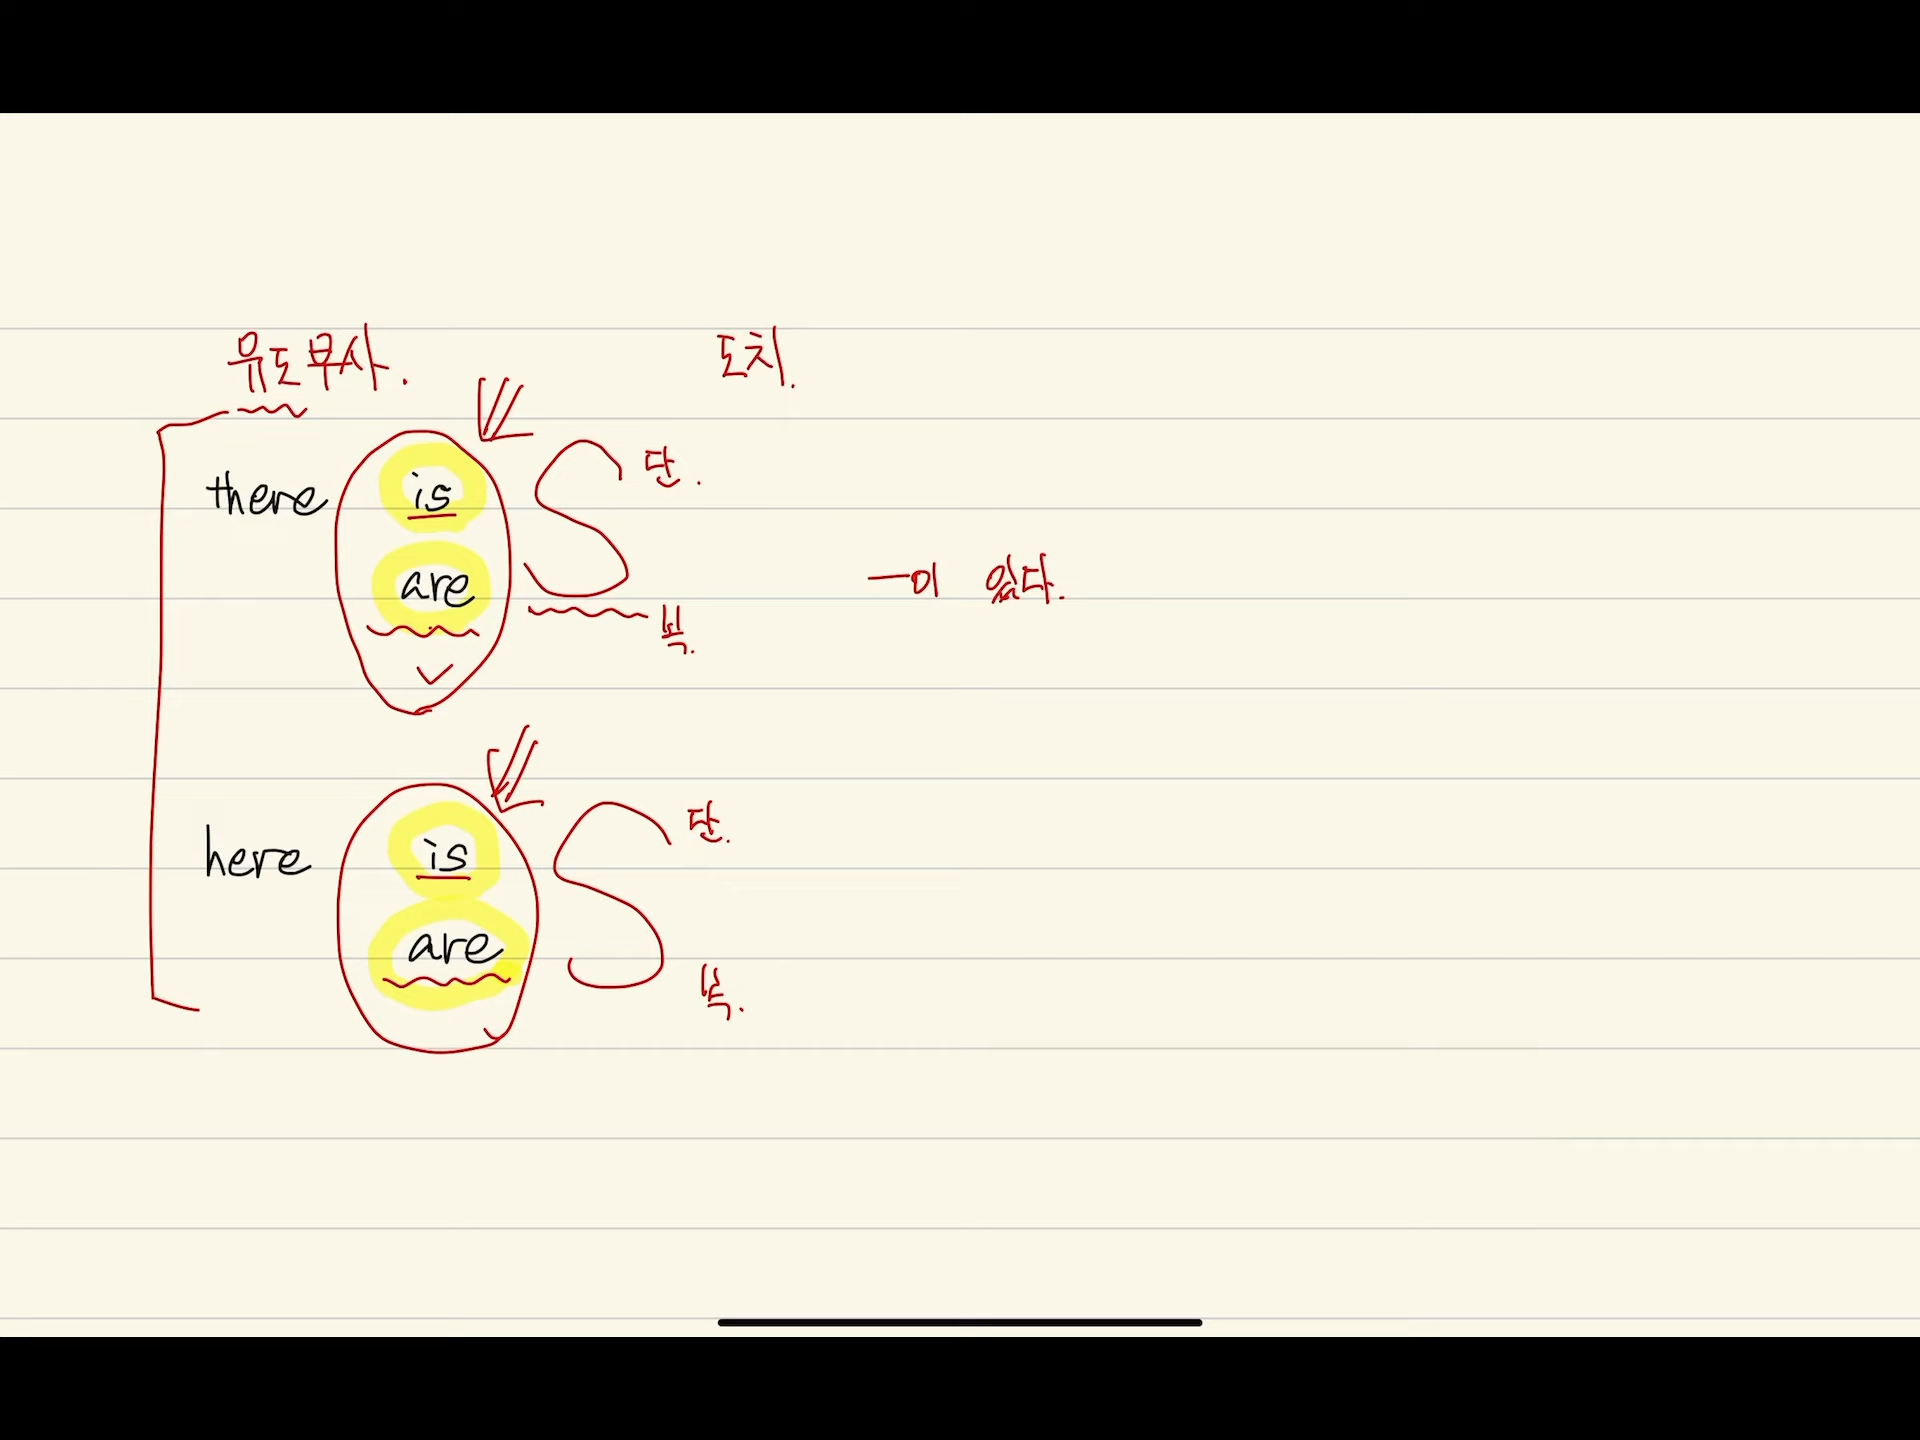 유도부사. 도치.
there is S 단.
are 복.
―이 있다.
here is S 단.
are 복.